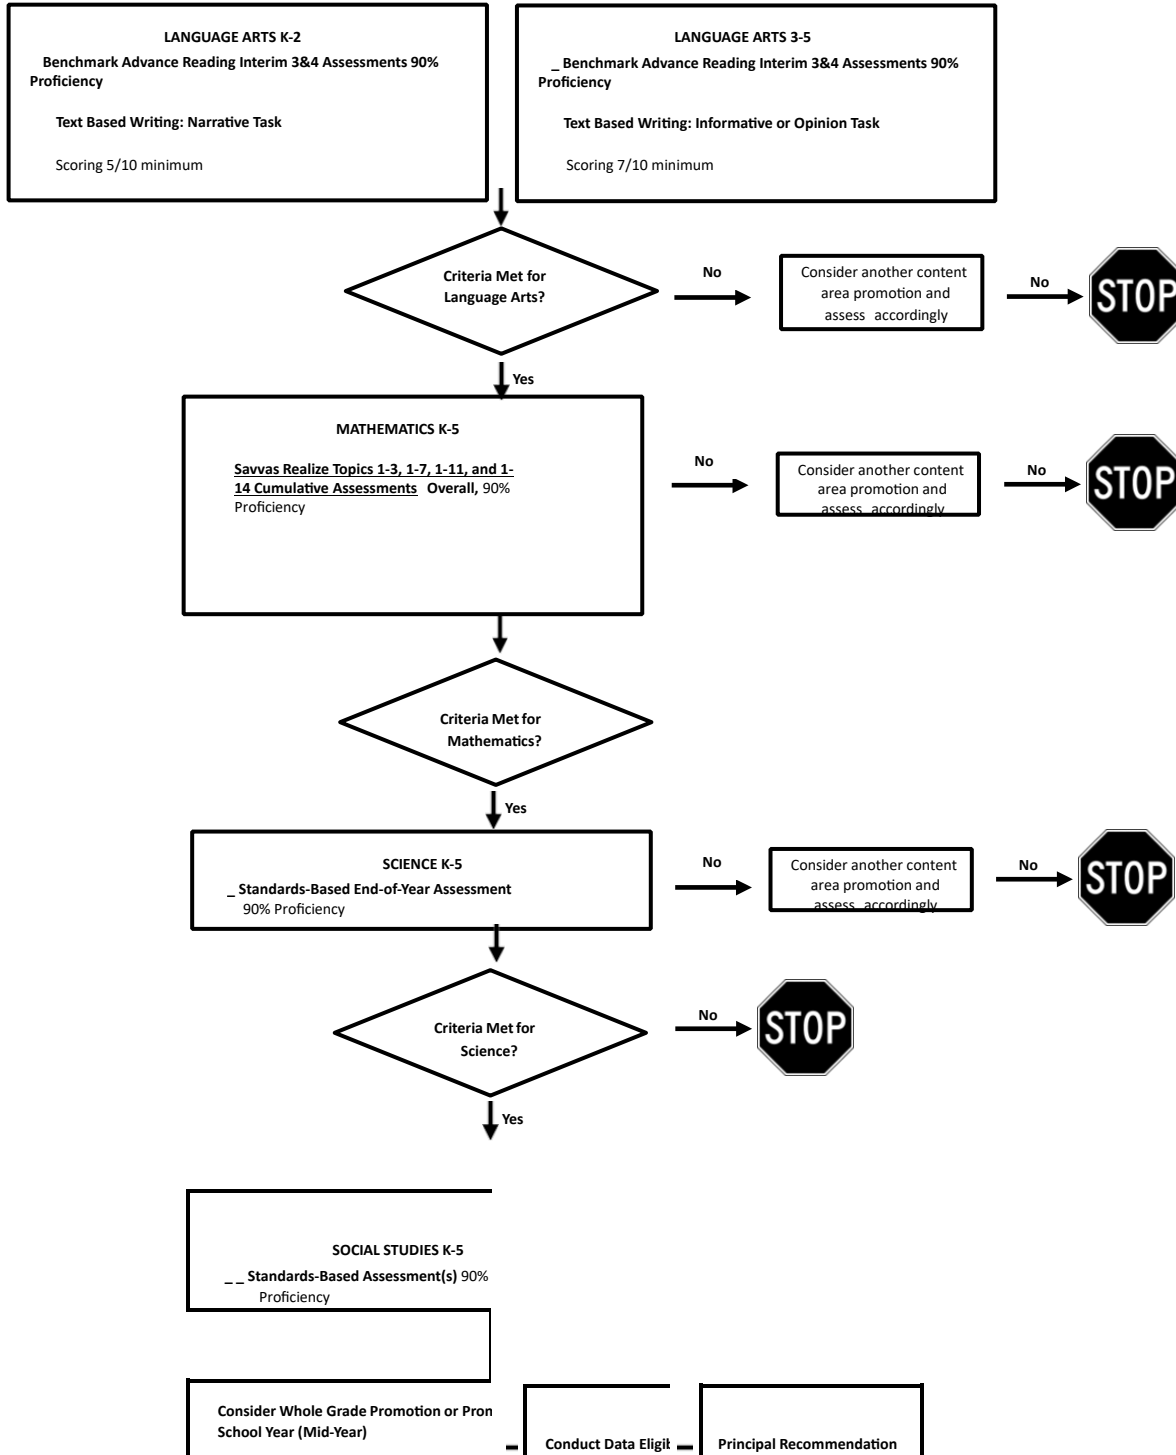 LANGUAGE ARTS K-2
Benchmark Advance Reading Interim 3&4 Assessments 90%
Proficiency
Text Based Writing: Narrative Task
Scoring 5/10 minimum
LANGUAGE ARTS 3-5
_ Benchmark Advance Reading Interim 3&4 Assessments 90%
Proficiency
Text Based Writing: Informative or Opinion Task
Scoring 7/10 minimum
Criteria Met for
Language Arts?
No
Consider another content
area promotion and
assess accordingly
No
STOP
Yes
MATHEMATICS K-5
Savvas Realize Topics 1-3, 1-7, 1-11, and 1-
14 Cumulative Assessments Overall, 90%
Proficiency
No
Consider another content
area promotion and
assess accordingly
No
STOP
Criteria Met for
Mathematics?
Yes
SCIENCE K-5
_ Standards-Based End-of-Year Assessment
90% Proficiency
No
Consider another content
area promotion and
assess accordingly
No
STOP
Criteria Met for
Science?
No
STOP
Yes
SOCIAL STUDIES K-5
_ _ Standards-Based Assessment(s) 90%
Proficiency
Consider Whole Grade Promotion or
School Year (Mid-Year)
Conduct Data
Principal Recommendation